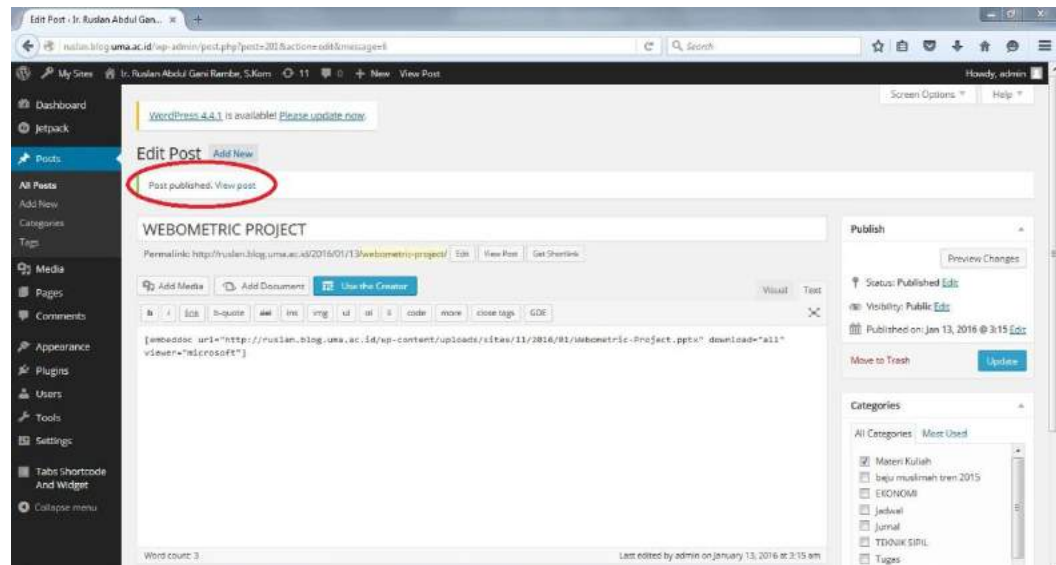 Edit Post ‹ Ir. Ruslan Abdul Gan...
ruslan.blog.uma.ac.id/wp-admin/post.php?post=201&action=edit&message=6
Search
My Sites Ir. Ruslan Abdul Gani Rambe, S.Kom 11 0 + New View Post Howdy, admin
Screen Options Help
Dashboard
Jetpack
Posts
All Posts
Add New
Categories
Tags
Media
Pages
Comments
Appearance
Plugins
Users
Tools
Settings
Tabs Shortcode
And Widget
Collapse menu
WordPress 4.4.1 is available! Please update now.
Edit Post Add New
Post published. View post
WEBOMETRIC PROJECT
Permalink: http://ruslan.blog.uma.ac.id/2016/01/13/webometric-project/ Edit View Post Get Shortlink
Add Media Add Document Use the Creator Visual Text
b i link b-quote del ins img ul ol li code more close tags GDE
[embeddoc url="http://ruslan.blog.uma.ac.id/wp-content/uploads/sites/11/2016/01/Webometric-Project.pptx" download="all"
viewer="microsoft"]
Word count: 3 Last edited by admin on January 13, 2016 at 3:15 am
Publish
Preview Changes
Status: Published Edit
Visibility: Public Edit
Published on: Jan 13, 2016 @ 3:15 Edit
Move to Trash Update
Categories
All Categories Most Used
Materi Kuliah
baju muslimah tren 2015
EKONOMI
Jadwal
Jurnal
TEKNIK SIPIL
Tugas